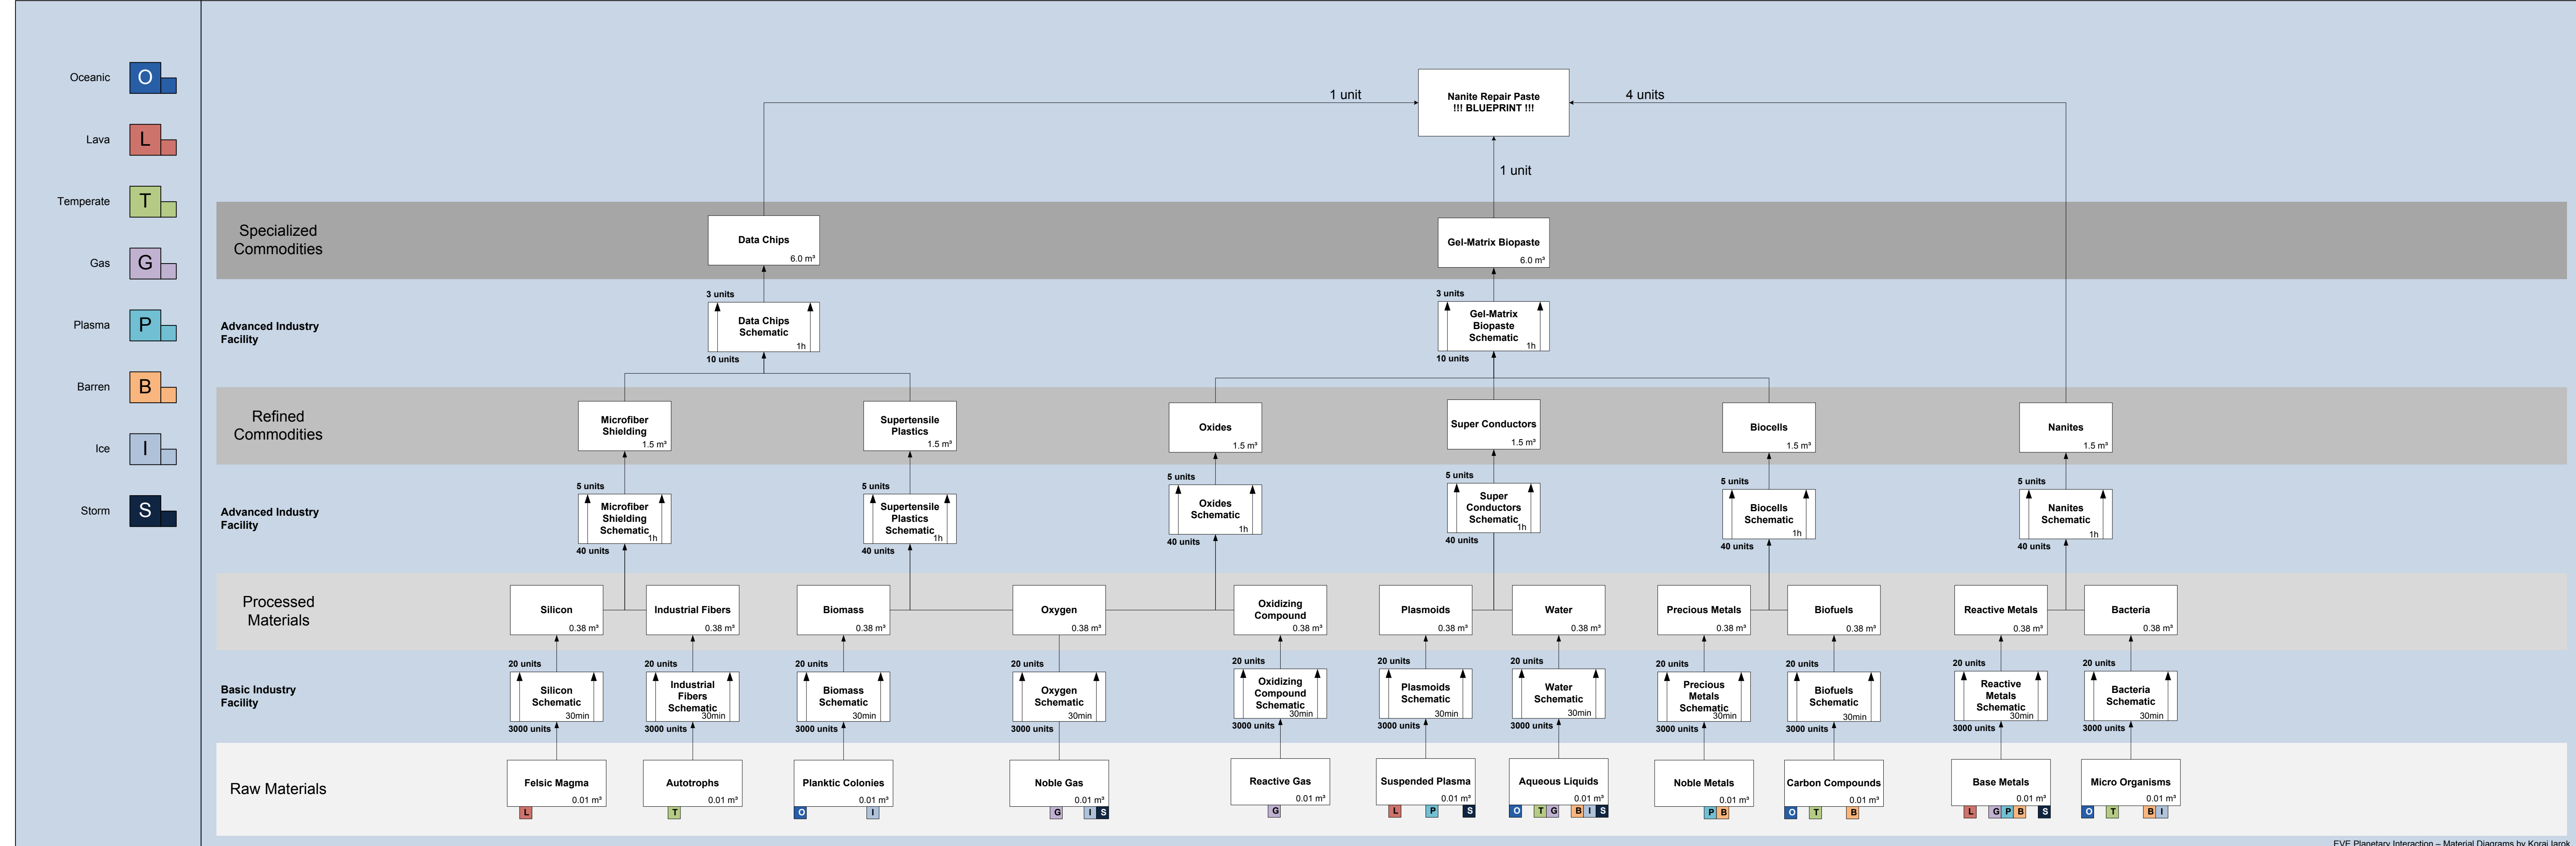 Oceanic O
Lava L
Temperate T
Gas G
Plasma P
Barren B
Ice I
Storm S
1 unit
Nanite Repair Paste
!!! BLUEPRINT !!!
4 units
1 unit
Specialized
Commodities
Data Chips
6.0 m³
Gel-Matrix Biopaste
6.0 m³
Advanced Industry
Facility
3 units
Data Chips
Schematic
1h
10 units
3 units
Gel-Matrix
Biopaste
Schematic
1h
10 units
Refined
Commodities
Microfiber
Shielding
1.5 m³
Supertensile
Plastics
1.5 m³
Oxides
1.5 m³
Super Conductors
1.5 m³
Biocells
1.5 m³
Nanites
1.5 m³
Advanced Industry
Facility
5 units
Microfiber
Shielding
Schematic
1h
40 units
5 units
Supertensile
Plastics
Schematic
1h
40 units
5 units
Oxides
Schematic
1h
40 units
5 units
Super
Conductors
Schematic
1h
40 units
5 units
Biocells
Schematic
1h
40 units
5 units
Nanites
Schematic
1h
40 units
Processed
Materials
Silicon
0.38 m³
Industrial Fibers
0.38 m³
Biomass
0.38 m³
Oxygen
0.38 m³
Oxidizing
Compound
0.38 m³
Plasmoids
0.38 m³
Water
0.38 m³
Precious Metals
0.38 m³
Biofuels
0.38 m³
Reactive Metals
0.38 m³
Bacteria
0.38 m³
Basic Industry
Facility
20 units
Silicon
Schematic
30min
3000 units
20 units
Industrial
Fibers
Schematic
30min
3000 units
20 units
Biomass
Schematic
30min
3000 units
20 units
Oxygen
Schematic
30min
3000 units
20 units
Oxidizing
Compound
Schematic
30min
3000 units
20 units
Plasmoids
Schematic
30min
3000 units
20 units
Water
Schematic
30min
3000 units
20 units
Precious
Metals
Schematic
30min
3000 units
20 units
Biofuels
Schematic
30min
3000 units
20 units
Reactive
Metals
Schematic
30min
3000 units
20 units
Bacteria
Schematic
30min
3000 units
Raw Materials
Felsic Magma
0.01 m³
L
Autotrophs
0.01 m³
T
Planktic Colonies
0.01 m³
O I
Noble Gas
0.01 m³
G I S
Reactive Gas
0.01 m³
G
Suspended Plasma
0.01 m³
L P S
Aqueous Liquids
0.01 m³
O T G B I S
Noble Metals
0.01 m³
P B
Carbon Compounds
0.01 m³
O T B
Base Metals
0.01 m³
L G P B S
Micro Organisms
0.01 m³
O T B I
EVE Planetary Interaction – Material Diagrams by Koraj Iarok